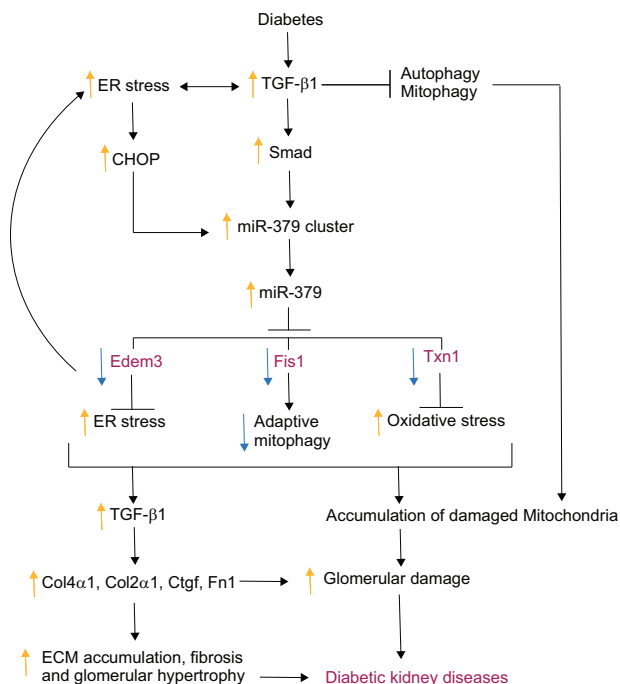 Diabetes
ER stress
TGF-β1
Autophagy
Mitophagy
CHOP
Smad
miR-379 cluster
miR-379
Edem3
Fis1
Txn1
ER stress
Adaptive
mitophagy
Oxidative stress
TGF-β1
Accumulation of damaged Mitochondria
Col4α1, Col2α1, Ctgf, Fn1
Glomerular damage
ECM accumulation, fibrosis
and glomerular hypertrophy
Diabetic kidney diseases